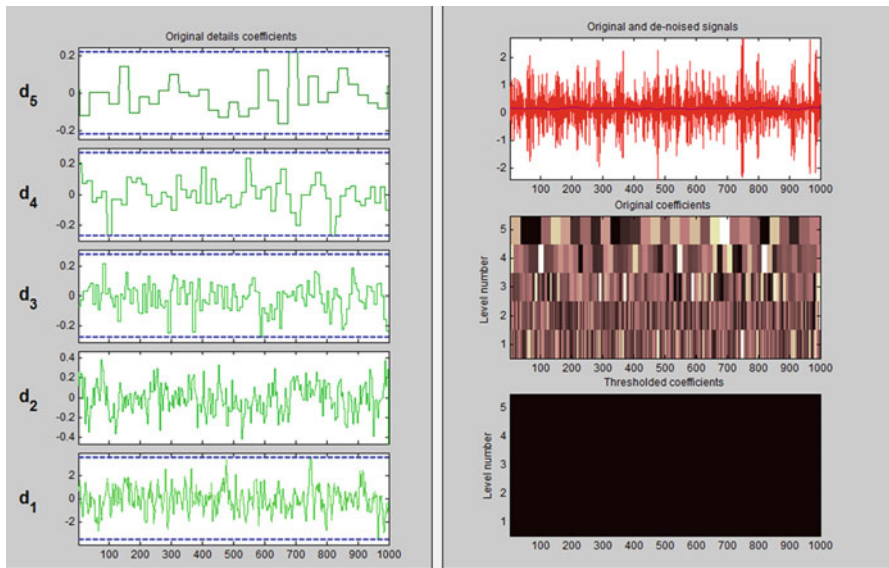 Original details coefficients
d5
0.2
0
-0.2
d4
0.2
0
-0.2
d3
0.2
0
-0.2
d2
0.4
0.2
0
-0.2
-0.4
d1
2
0
-2
100 200 300 400 500 600 700 800 900 1000
Original and de-noised signals
2
1
0
-1
-2
100 200 300 400 500 600 700 800 900 1000
Original coefficients
Level number
5
4
3
2
1
100 200 300 400 500 600 700 800 900 1000
Thresholded coefficients
Level number
5
4
3
2
1
100 200 300 400 500 600 700 800 900 1000